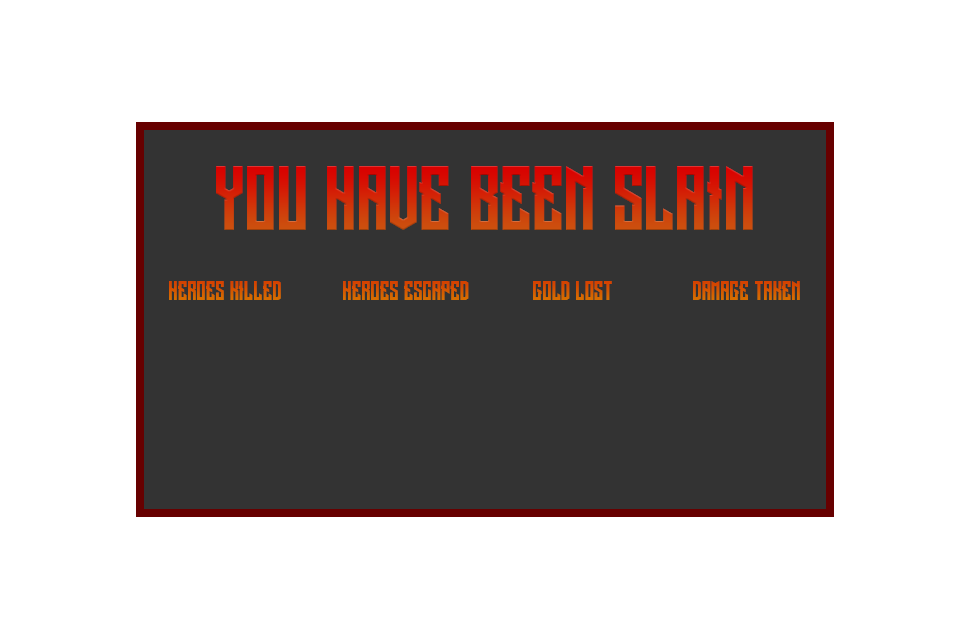 YOU HAVE BEEN SLAIN
HEROES KILLED HEROES ESCAPED GOLD LOST DAMAGE TAKEN